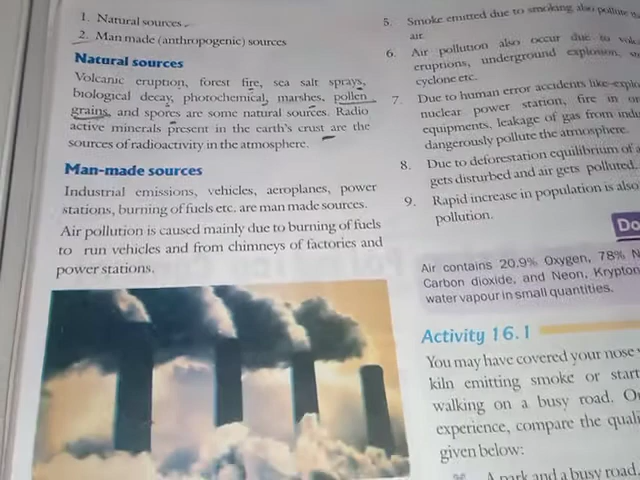 1. Natural sources
2. Man made (anthropogenic) sources
Natural sources
Volcanic eruption, forest fire, sea salt sprays,
biological decay, photochemical, marshes, pollen
grains, and spores are some natural sources. Radio
active minerals present in the earth's crust are the
sources of radioactivity in the atmosphere.
Man-made sources
Industrial emissions, vehicles, aeroplanes, power
stations, burning of fuels etc. are man made sources.
Air pollution is caused mainly due to burning of fuels
to run vehicles and from chimneys of factories and
power stations.
5. Smoke emitted due to smoking also pollute
air.
6. Air pollution also occur due to
eruptions, underground explosion,
cyclone etc.
7. Due to human error accidents like
nuclear power station, fire in
equipments, leakage of gas from
dangerously pollute the atmosphere.
8. Due to deforestation equilibrium of
gets disturbed and air gets polluted.
9. Rapid increase in population is also
pollution.
Do
Air contains 20.9% Oxygen, 78% N
Carbon dioxide, and Neon, Krypton
water vapour in small quantities.
Activity 16.1
You may have covered your nose
kiln emitting smoke or start
walking on a busy road.
experience, compare the
given below:
A park and a busy road.